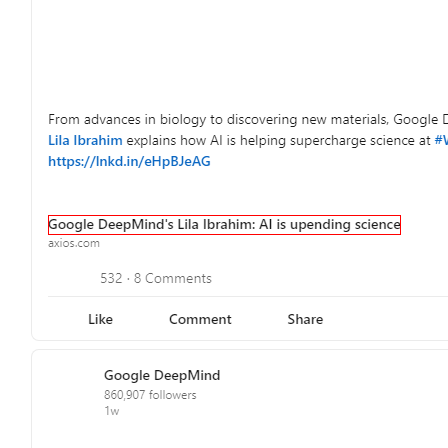 From advances in biology to discovering new materials, Google
Lila Ibrahim explains how AI is helping supercharge science at
https://lnkd.in/eHpBJeAG
Google DeepMind's Lila Ibrahim: AI is upending science
axios.com
532 · 8 Comments
Like Comment Share
Google DeepMind
860,907 followers
1w